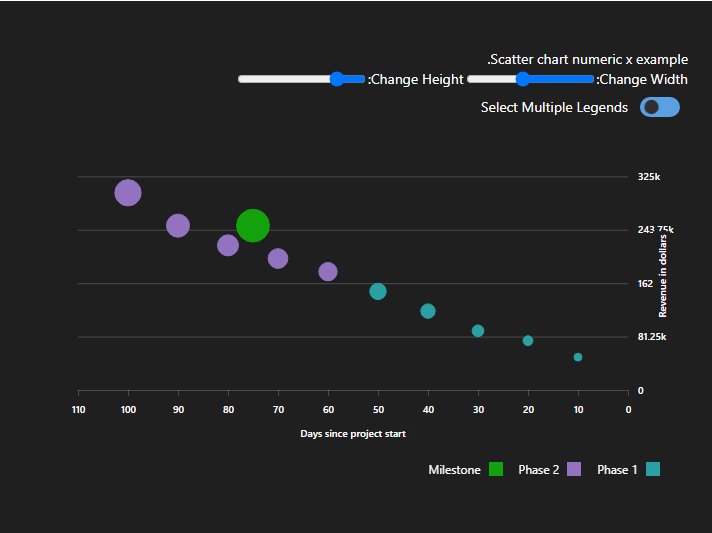 .Scatter chart numeric x example
:Change Height :Change Width
Select Multiple Legends
325k
243.75k
162
81.25k
0
Revenue in dollars
110 100 90 80 70 60 50 40 30 20 10 0
Days since project start
Milestone Phase 2 Phase 1